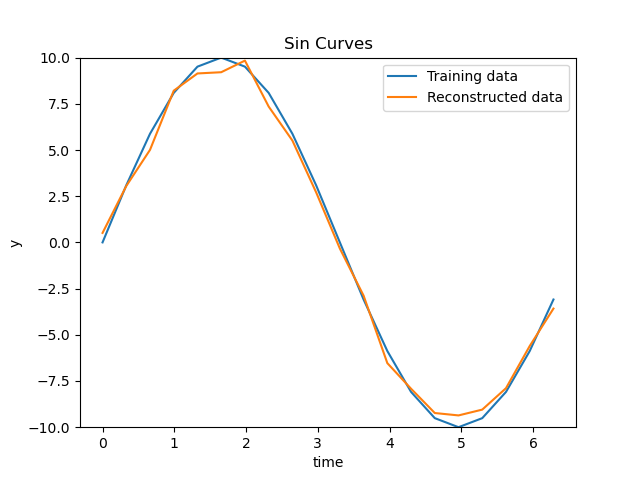 Sin Curves
Training data
Reconstructed data
10.0
7.5
5.0
2.5
0.0
−2.5
−5.0
−7.5
−10.0
y
0 1 2 3 4 5 6
time